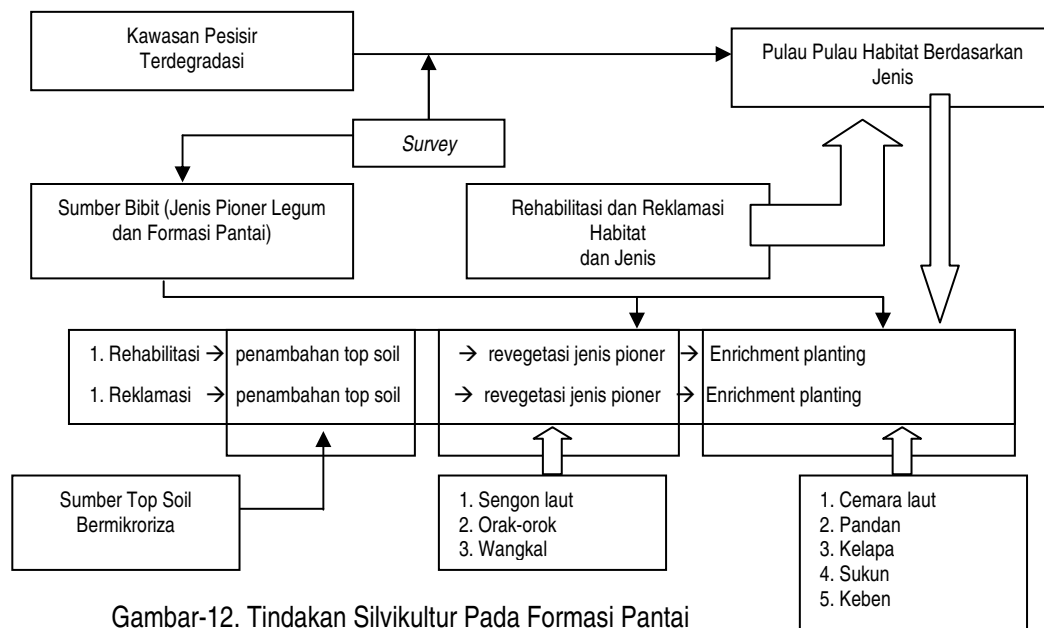 Kawasan Pesisir
Terdegradasi
Pulau Pulau Habitat Berdasarkan
Jenis
Survey
Sumber Bibit (Jenis Pioner Legum
dan Formasi Pantai)
Rehabilitasi dan Reklamasi
Habitat
dan Jenis
1. Rehabilitasi → penambahan top soil → revegetasi jenis pioner → Enrichment planting
1. Reklamasi → penambahan top soil → revegetasi jenis pioner → Enrichment planting
Sumber Top Soil
Bermikroriza
1. Sengon laut
2. Orak-orok
3. Wangkal
1. Cemara laut
2. Pandan
3. Kelapa
4. Sukun
5. Keben
Gambar-12. Tindakan Silvikultur Pada Formasi Pantai